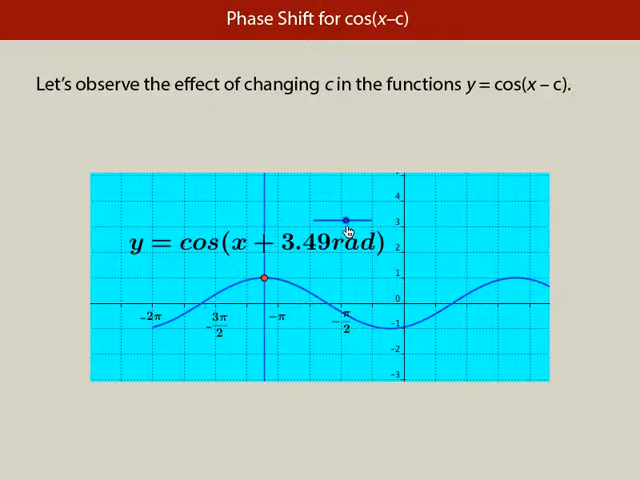 Phase Shift for cos(x–c)
Let's observe the effect of changing c in the functions y = cos(x – c).
4
3
y = cos(x + 3.49rad)
2
1
0
-2π
-3π/2
-π
-π/2
-1
-2
-3